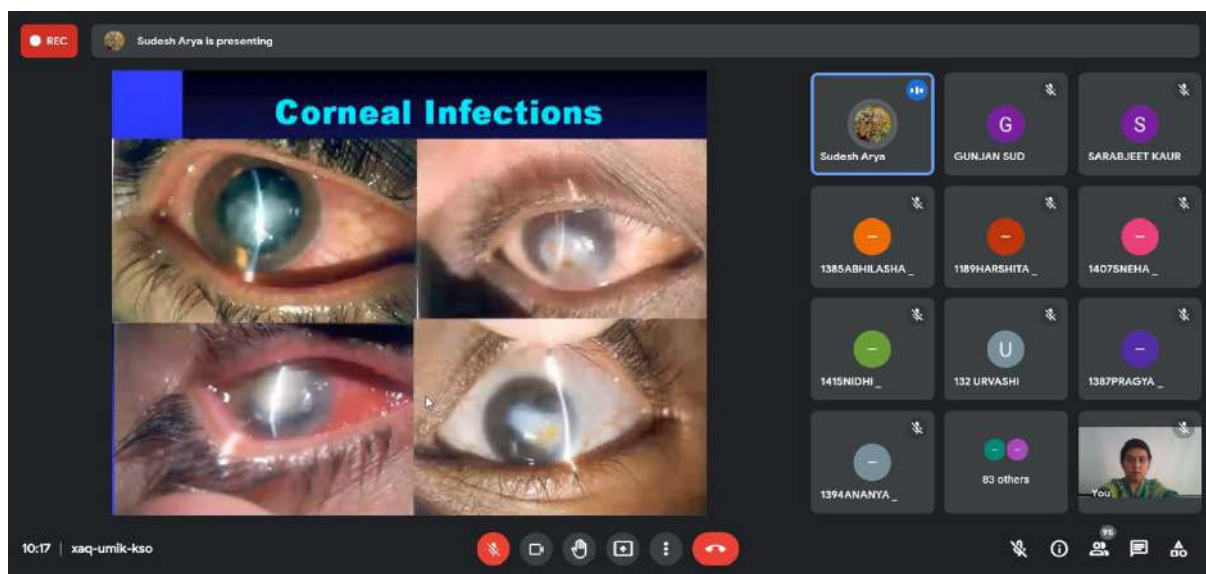 REC
Sudesh Arya is presenting
Corneal Infections
Sudesh Arya
G
GUNJAN SUD
S
SARABJEET KAUR
1385ABHILASHA _
1189HARSHITA _
1407SNEHA _
1415NIDHI _
U
132 URVASHI
1387PRAGYA _
1394ANANYA _
83 others
You
10:17 | xaq-umik-kso
95